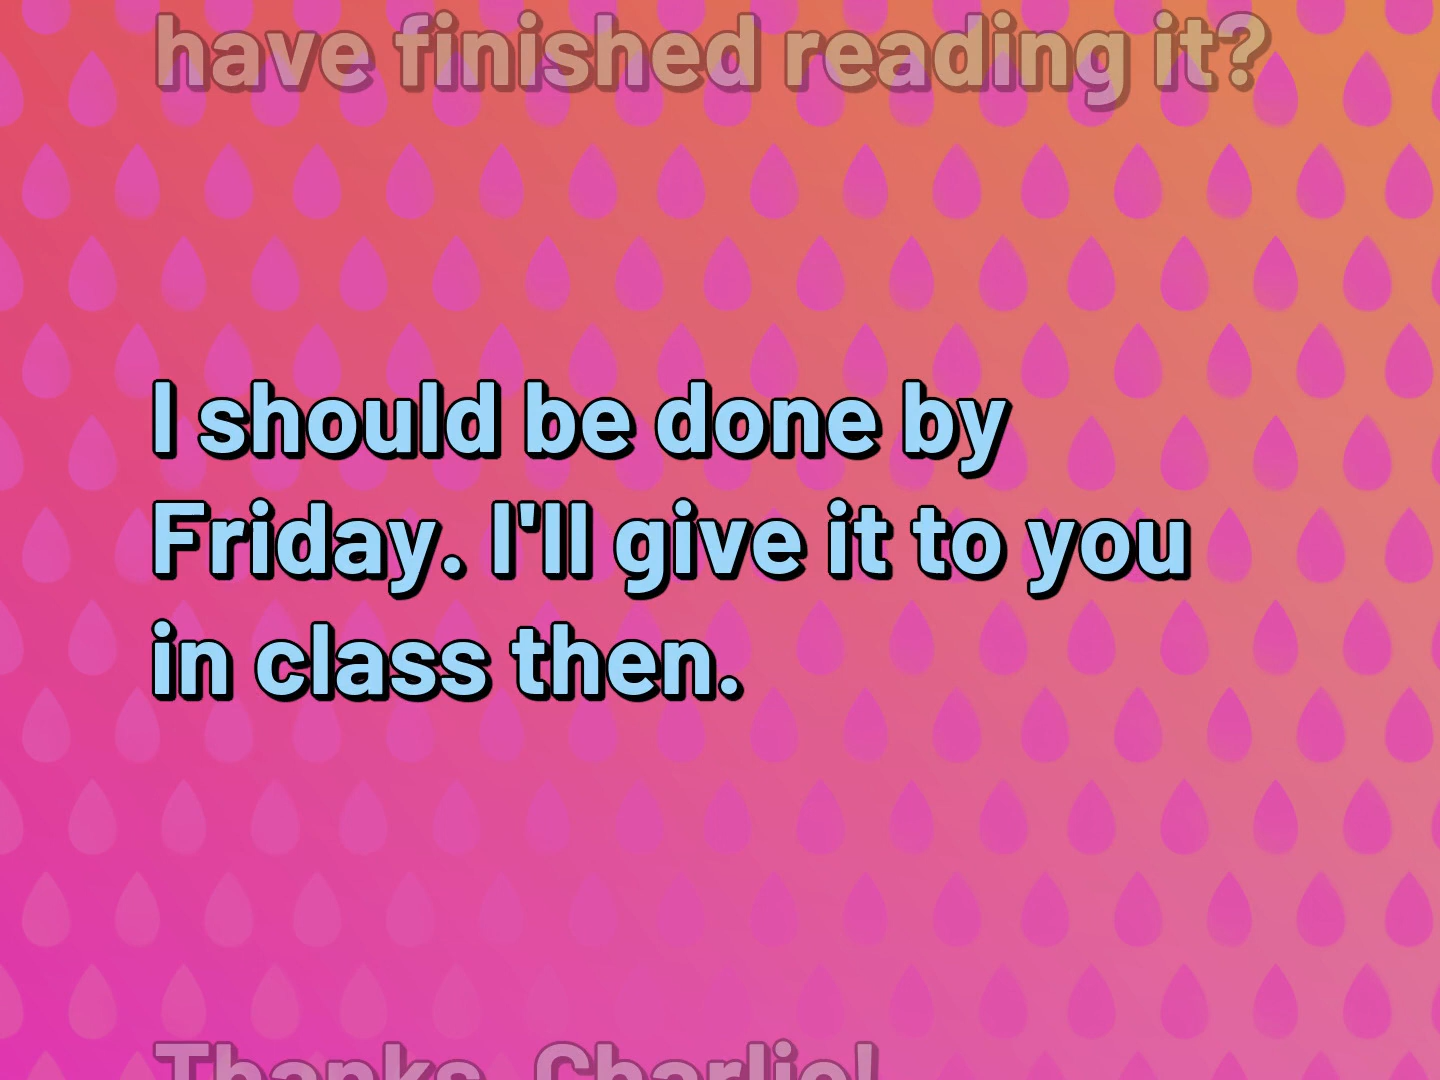 have finished reading it?
I should be done by
Friday. I'll give it to you
in class then.
Thanks, Charlie!